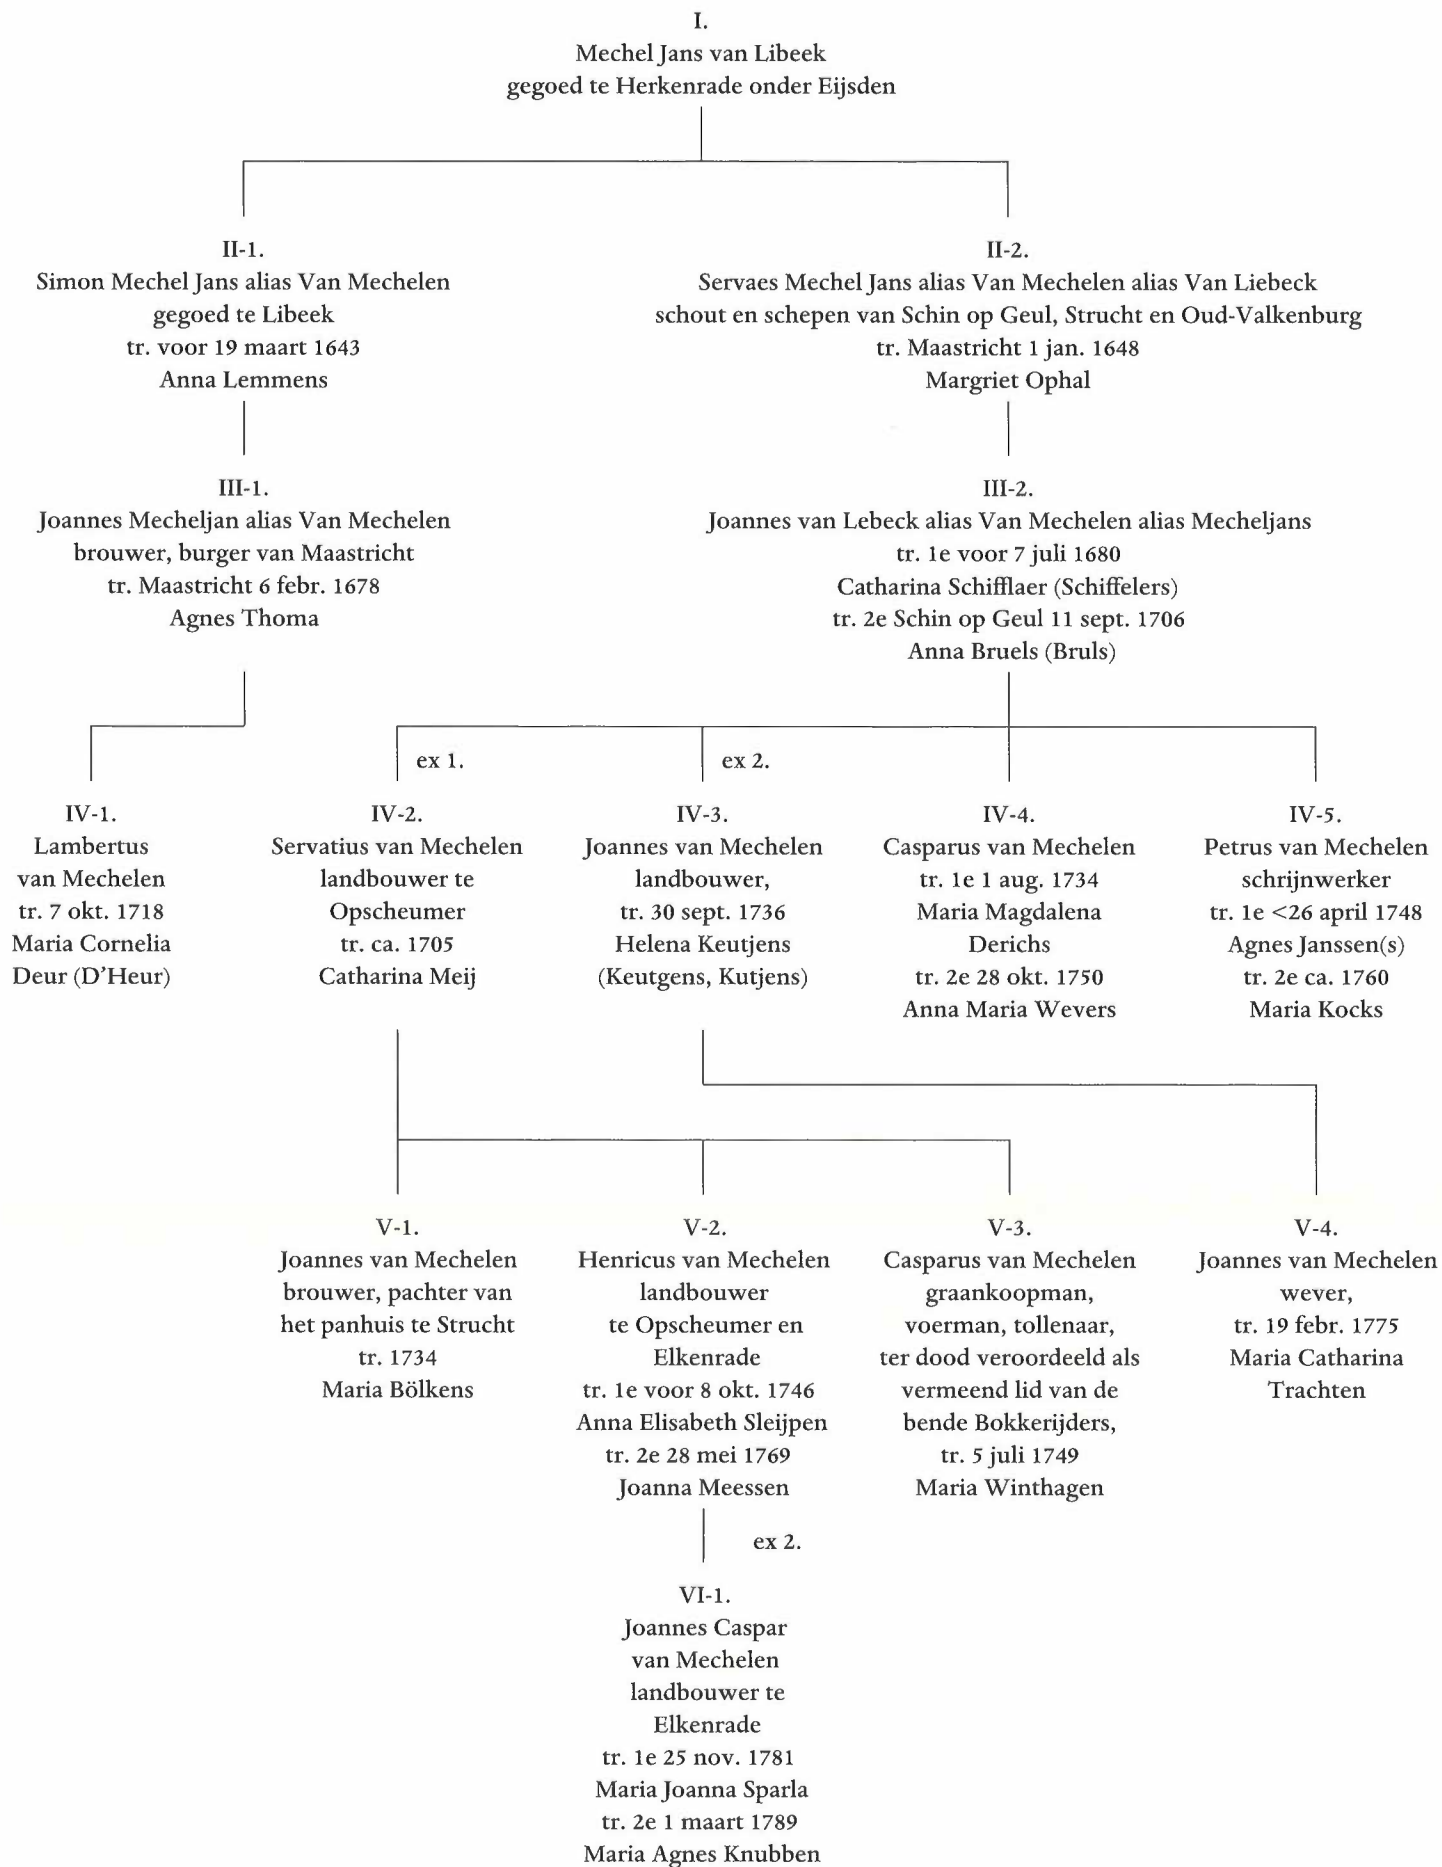 I.
Mechel Jans van Libeek
gegoed te Herkenrade onder Eijsden
II-1.
Simon Mechel Jans alias Van Mechelen
gegoed te Libeek
tr. voor 19 maart 1643
Anna Lemmens
II-2.
Servaes Mechel Jans alias Van Mechelen alias Van Liebeck
schout en schepen van Schin op Geul, Strucht en Oud-Valkenburg
tr. Maastricht 1 jan. 1648
Margriet Ophal
III-1.
Joannes Mecheljan alias Van Mechelen
brouwer, burger van Maastricht
tr. Maastricht 6 febr. 1678
Agnes Thoma
III-2.
Joannes van Lebeck alias Van Mechelen alias Mecheljans
tr. 1e voor 7 juli 1680
Catharina Schifflaer (Schiffelers)
tr. 2e Schin op Geul 11 sept. 1706
Anna Bruels (Bruls)
ex 1.
ex 2.
IV-1.
Lambertus
van Mechelen
tr. 7 okt. 1718
Maria Cornelia
Deur (D'Heur)
IV-2.
Servatius van Mechelen
landbouwer te
Opscheumer
tr. ca. 1705
Catharina Meij
IV-3.
Joannes van Mechelen
landbouwer,
tr. 30 sept. 1736
Helena Keutjens
(Keutgens, Kutjens)
IV-4.
Casparus van Mechelen
tr. 1e 1 aug. 1734
Maria Magdalena
Derichs
tr. 2e 28 okt. 1750
Anna Maria Wevers
IV-5.
Petrus van Mechelen
schrijnwerker
tr. 1e <26 april 1748
Agnes Janssen(s)
tr. 2e ca. 1760
Maria Kocks
V-1.
Joannes van Mechelen
brouwer, pachter van
het panhuis te Strucht
tr. 1734
Maria Bölkens
V-2.
Henricus van Mechelen
landbouwer
te Opscheumer en
Elkenrade
tr. 1e voor 8 okt. 1746
Anna Elisabeth Sleijpen
tr. 2e 28 mei 1769
Joanna Meessen
V-3.
Casparus van Mechelen
graankoopman,
voerman, tollenaar,
ter dood veroordeeld als
vermeend lid van de
bende Bokkerijders,
tr. 5 juli 1749
Maria Winthagen
V-4.
Joannes van Mechelen
wever,
tr. 19 febr. 1775
Maria Catharina
Trachten
ex 2.
VI-1.
Joannes Caspar
van Mechelen
landbouwer te
Elkenrade
tr. 1e 25 nov. 1781
Maria Joanna Sparla
tr. 2e 1 maart 1789
Maria Agnes Knubben